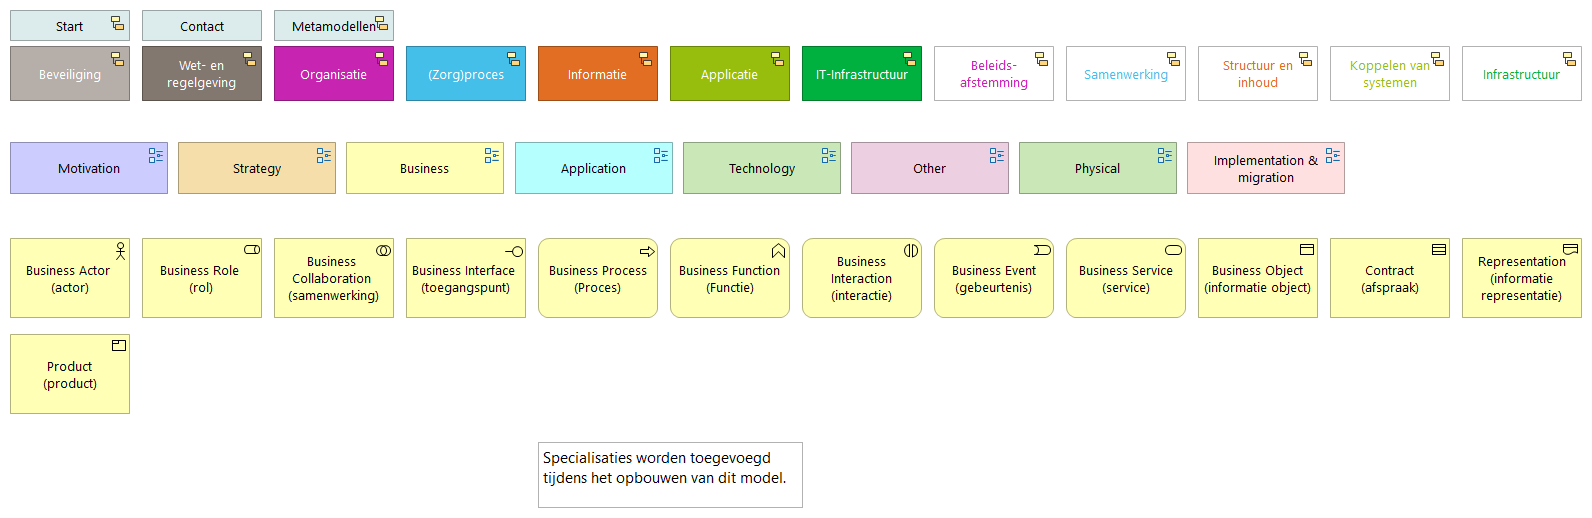 Start
Contact
Metamodellen
Beveiliging
Wet- en
regelgeving
Organisatie
(Zorg)proces
Informatie
Applicatie
IT-Infrastructuur
Beleids-
afstemming
Samenwerking
Structuur en
inhoud
Koppelen van
systemen
Infrastructuur
Motivation
Strategy
Business
Application
Technology
Other
Physical
Implementation &
migration
Business Actor
(actor)
Business Role
(rol)
Business
Collaboration
(samenwerking)
Business Interface
(toegangspunt)
Business Process
(Proces)
Business Function
(Functie)
Business
Interaction
(interactie)
Business Event
(gebeurtenis)
Business Service
(service)
Business Object
(informatie object)
Contract
(afspraak)
Representation
(informatie
representatie)
Product
(product)
Specialisaties worden toegevoegd
tijdens het opbouwen van dit model.